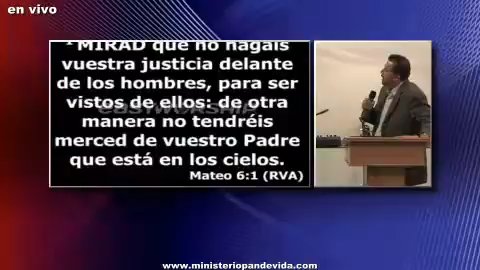 en vivo
MIRAD que no hagáis
vuestra justicia delante
de los hombres, para ser
vistos de ellos: de otra
manera no tendréis
merced de vuestro Padre
que está en los cielos.
Mateo 6:1 (RVA)
EASYWORSHIP
www.ministeriopandevida.com